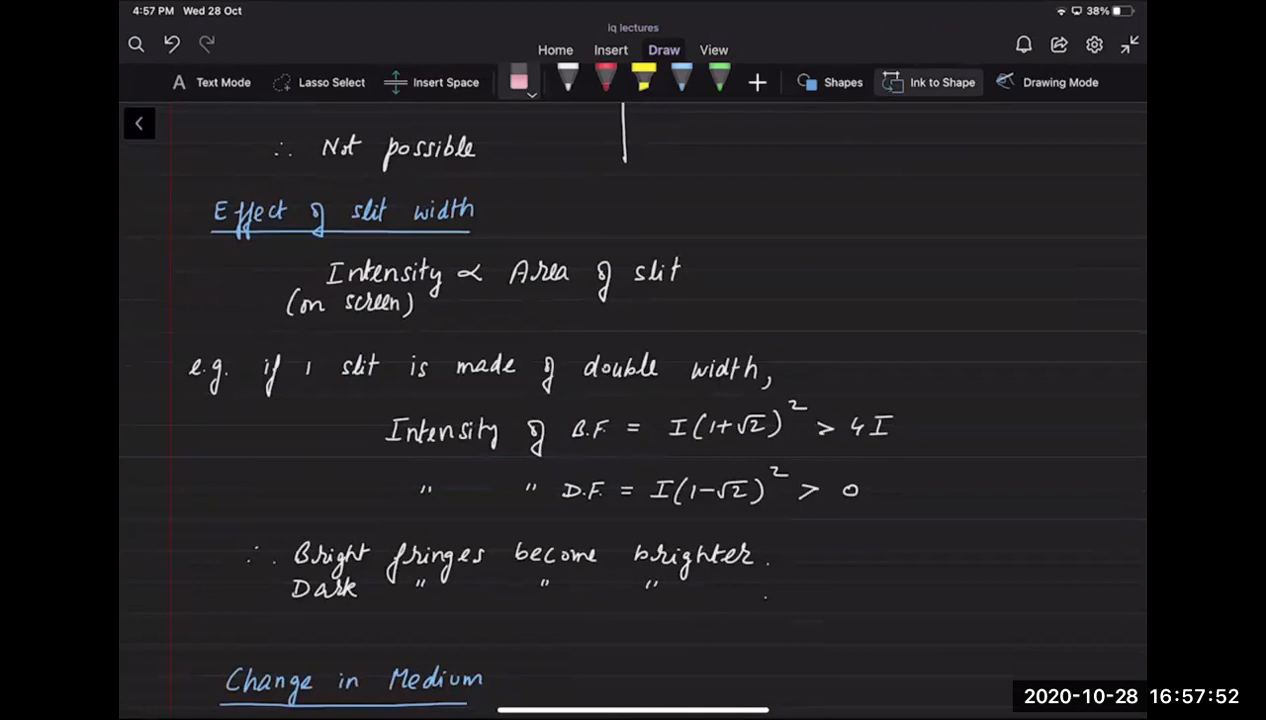 4:57 PM Wed 28 Oct
38%
iq lectures
Home Insert Draw View
Text Mode Lasso Select Insert Space Shapes Ink to Shape Drawing Mode
∴ Not possible
Effect of slit width
Intensity ∝ Area of slit
(on screen)
e.g. if 1 slit is made of double width,
Intensity of B.F. = I(1+√2)² > 4I
" " D.F. = I(1-√2)² > 0
∴ Bright fringes become brighter.
Dark " " " .
Change in Medium
2020-10-28 16:57:52